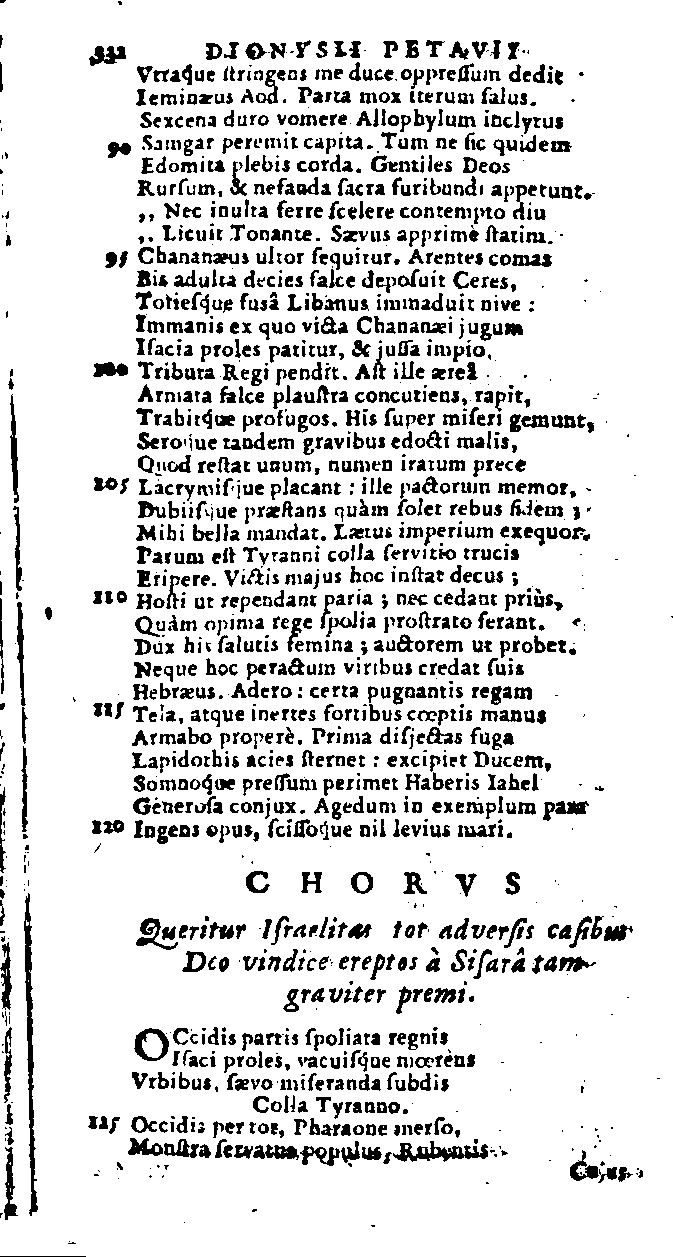 332 DIONYSII PETAVII
Vtraque ſtringens me duce oppreſſum dedit
Ieminæus Aod. Parta mox iterum ſalus.
Sexcena duro vomere Allophylum inclytus
90 Samgar peremit capita. Tum ne ſic quidem
Edomita plebis corda. Gentiles Deos
Rurſum, & nefanda ſacra furibundi appetunt.
,, Nec inulta ferre ſcelere contempto diu
,, Licuit Tonante. Sævus apprimè ſtatim
95 Chananæus ultor ſequitur. Arentes comas
Bis adulta decies falce depoſuit Ceres,
Totieſque fusâ Libanus immaduit nive :
Immanis ex quo victa Chananæi jugum
Iſacia proles patitur, & juſſa impio,
100 Tributa Regi pendit. Aſt ille æreâ
Armata falce plauſtra concutiens, rapit,
Trahitque profugos. His ſuper miſeri gemunt,
Seroque tandem gravibus edocti malis,
Quod reſtat unum, numen iratum prece
105 Lacrymiſque placant : ille pactorum memor,
Dubiiſque præſtans quàm ſolet rebus fidem ;
Mihi bella mandat. Lætus imperium exequor.
Parum eſt Tyranni colla ſervitio trucis
Eripere. Victis majus hoc inſtat decus ;
110 Hoſti ut rependant paria ; nec cedant priùs,
Quàm opima rege ſpolia proſtrato ferant.
Dux his ſalutis femina ; auctorem ut probet.
Neque hoc peractum viribus credat ſuis
Hebræus. Adero : certa pugnantis regam
115 Tela, atque inertes fortibus cœptis manus
Armabo properè. Prima diſjectas fuga
Lapidothis acies ſternet : excipiet Ducem,
Somnoque preſſum perimet Haberis Iahel
Generoſa conjux. Agedum in exemplum paxr
120 Ingens opus, ſciſſoque nil levius mari.
CHORVS
Queritur Iſraelitas tot adverſis caſibus
Deo vindice ereptos à Siſarâ tam
graviter premi.
OCcidis partis ſpoliata regnis
Iſaci proles, vacuiſque mœrens
Vrbibus, ſævo miſeranda ſubdis
Colla Tyranno.
125 Occidis per tot, Pharaone merſo,
Monſtra ſervatus populus, Rubentis
Cujus